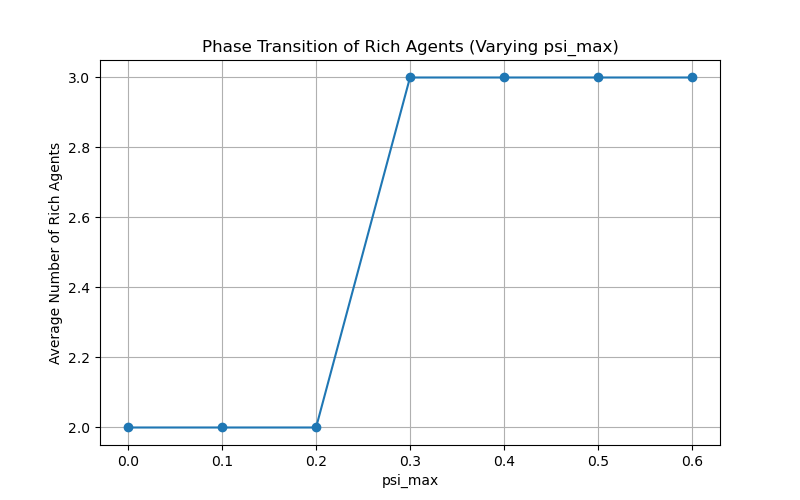 Phase Transition of Rich Agents (Varying psi_max)
Average Number of Rich Agents
3.0
2.8
2.6
2.4
2.2
2.0
0.0 0.1 0.2 0.3 0.4 0.5 0.6
psi_max